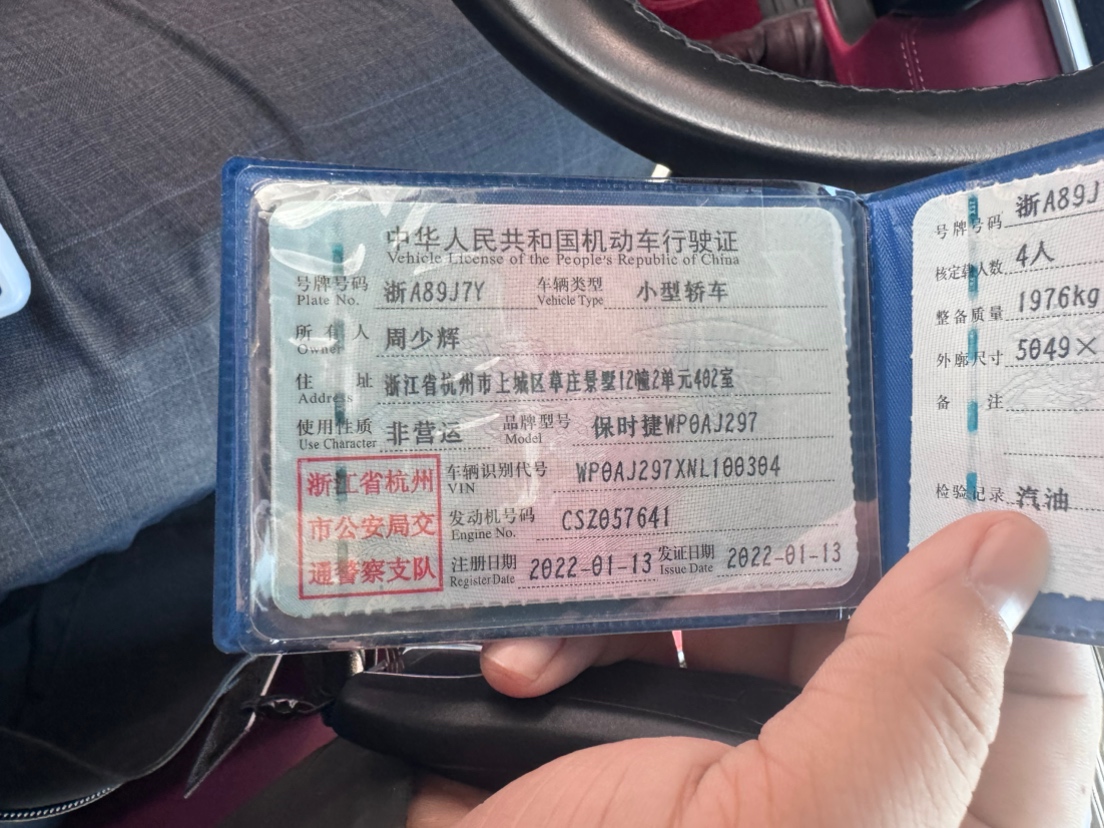 中华人民共和国机动车行驶证
Vehicle License of the People's Republic of China
号牌号码 浙A89J7Y 车辆类型 小型轿车
Plate No. Vehicle Type
所有人 周少辉
Owner
住址 浙江省杭州市上城区草庄景墅12幢2单元402室
Address
使用性质 非营运 品牌型号 保时捷WP0AJ297
Use Character Model
车辆识别代号 WP0AJ297XNL100304
VIN
发动机号码 CSZ057641
Engine No.
注册日期 2022-01-13 发证日期 2022-01-13
Register Date Issue Date
浙江省杭州
市公安局交
通警察支队
号牌号码 浙A89J
核定载人数 4人
整备质量 1976kg
外廓尺寸 5049×
备注
检验记录 汽油